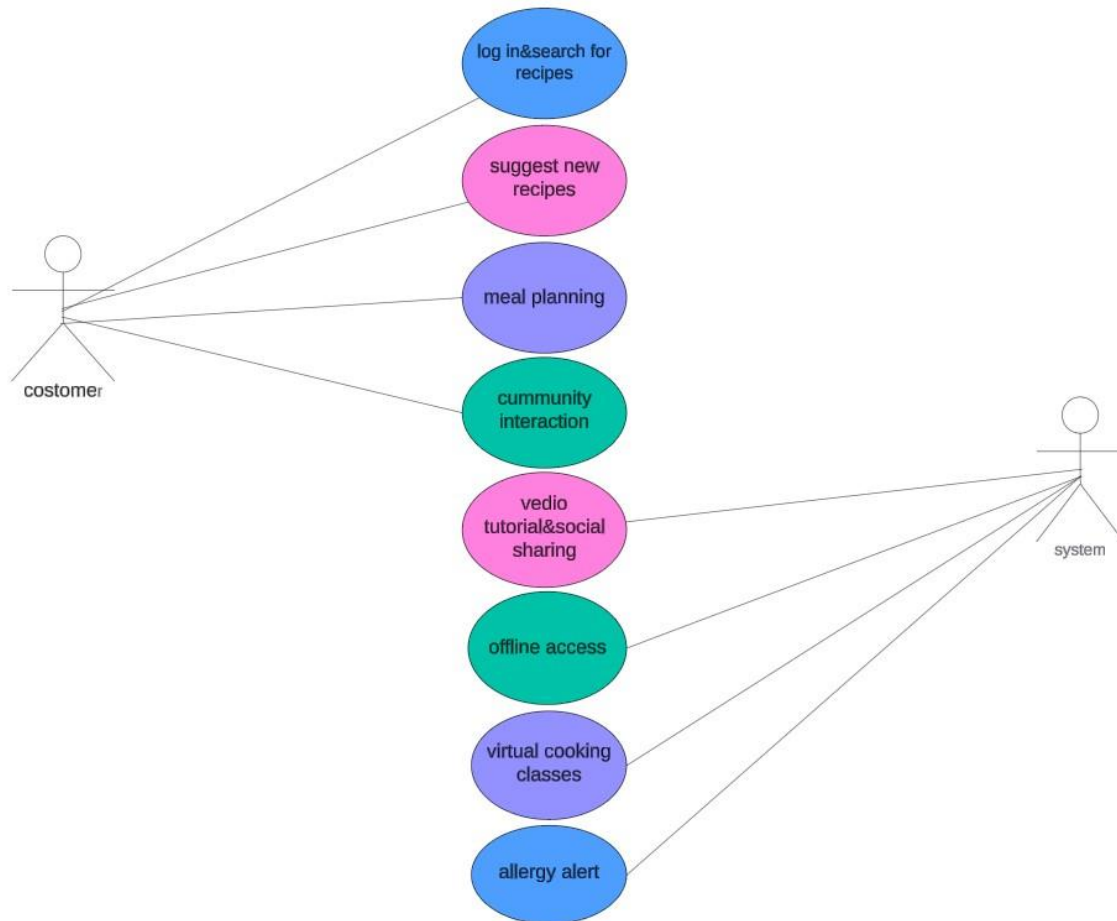 log in&search for
recipes
suggest new
recipes
meal planning
costomer
cummunity
interaction
vedio
tutorial&social
sharing
system
offline access
virtual cooking
classes
allergy alert